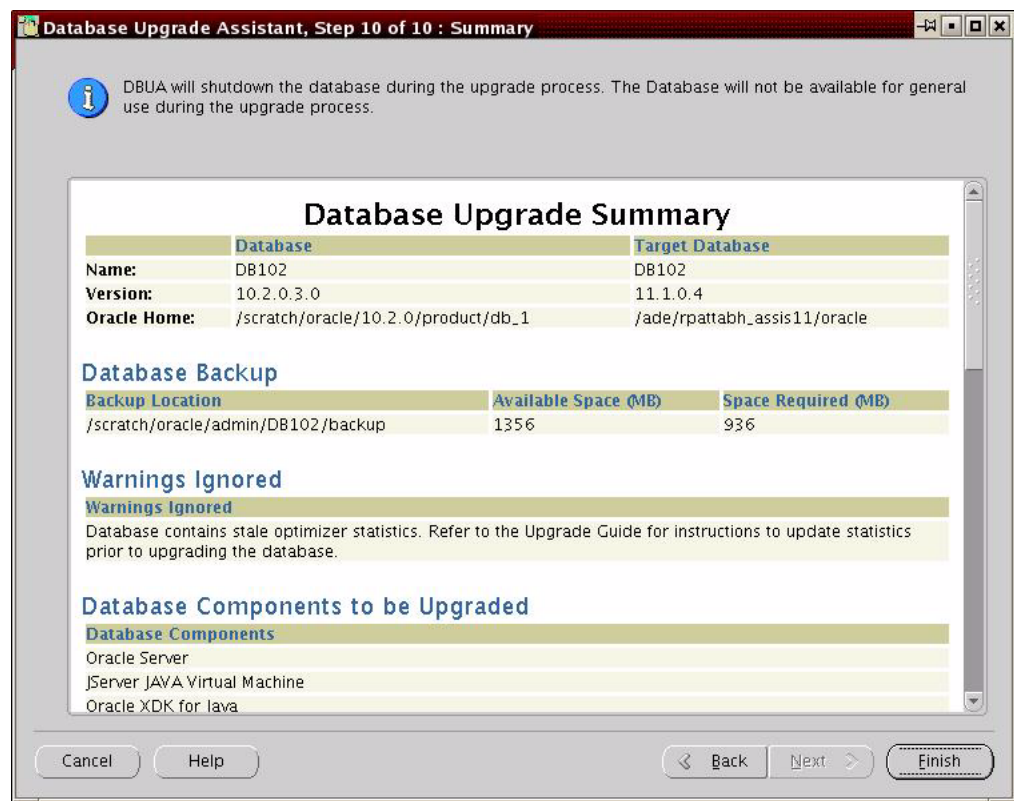 Database Upgrade Assistant, Step 10 of 10 : Summary
DBUA will shutdown the database during the upgrade process. The Database will not be available for general
use during the upgrade process.
Database Upgrade Summary
Database Target Database
Name: DB102 DB102
Version: 10.2.0.3.0 11.1.0.4
Oracle Home: /scratch/oracle/10.2.0/product/db_1 /ade/rpattabh_assis11/oracle
Database Backup
Backup Location Available Space (MB) Space Required (MB)
/scratch/oracle/admin/DB102/backup 1356 936
Warnings Ignored
Warnings Ignored
Database contains stale optimizer statistics. Refer to the Upgrade Guide for instructions to update statistics
prior to upgrading the database.
Database Components to be Upgraded
Database Components
Oracle Server
JServer JAVA Virtual Machine
Oracle XDK for Java
Cancel Help Back Next Finish